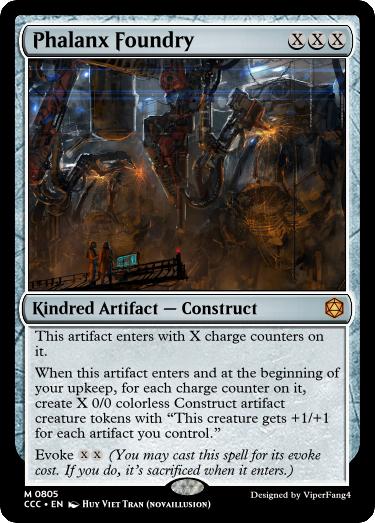 Phalanx Foundry X X X
Kindred Artifact — Construct
This artifact enters with X charge counters on
it.
When this artifact enters and at the beginning of
your upkeep, for each charge counter on it,
create X 0/0 colorless Construct artifact
creature tokens with “This creature gets +1/+1
for each artifact you control.”
Evoke X X (You may cast this spell for its evoke
cost. If you do, it’s sacrificed when it enters.)
M 0805
CCC • EN Huy Viet Tran (novaillusion)
Designed by ViperFang4